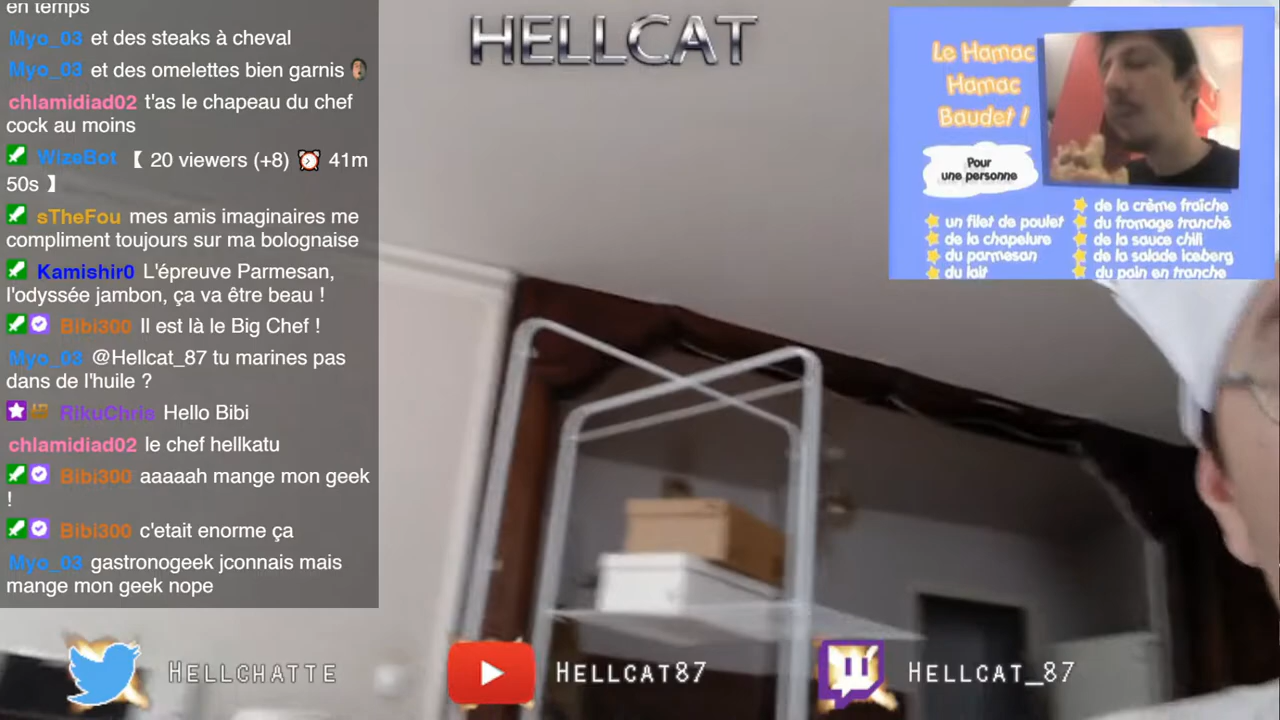 en temps
Myo_03 et des steaks à cheval
Myo_03 et des omelettes bien garnis
chlamidiad02 t'as le chapeau du chef
cock au moins
WizeBot 【 20 viewers (+8) ⏰ 41m
50s 】
sTheFou mes amis imaginaires me
compliment toujours sur ma bolognaise
Kamishir0 L'épreuve Parmesan,
l'odyssée jambon, ça va être beau !
Bibi300 Il est là le Big Chef !
Myo_03 @Hellcat_87 tu marines pas
dans de l'huile ?
RikuChris Hello Bibi
chlamidiad02 le chef hellkatu
Bibi300 aaaaah mange mon geek
!
Bibi300 c'etait enorme ça
Myo_03 gastronogeek jconnais mais
mange mon geek nope
HELLCAT
Le Hamac
Hamac
Baudet !
Pour
une personne
un filet de poulet
de la chapelure
du parmesan
du lait
de la crème fraîche
du fromage tranché
de la sauce chili
de la salade iceberg
du pain en tranche
Hellchatte
Hellcat87
Hellcat_87